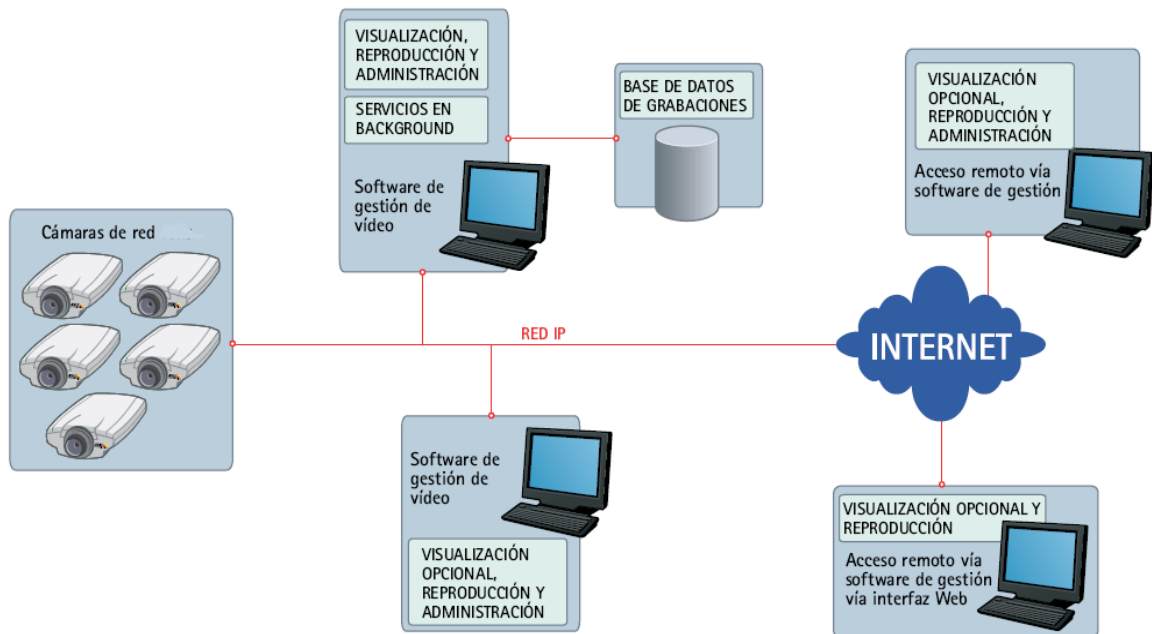 VISUALIZACIÓN,
REPRODUCCIÓN Y
ADMINISTRACIÓN
SERVICIOS EN
BACKGROUND
Software de
gestión de
vídeo
BASE DE DATOS
DE GRABACIONES
VISUALIZACIÓN
OPCIONAL,
REPRODUCCIÓN Y
ADMINISTRACIÓN
Acceso remoto vía
software de gestión
Cámaras de red
RED IP
INTERNET
Software de
gestión de
vídeo
VISUALIZACIÓN
OPCIONAL,
REPRODUCCIÓN Y
ADMINISTRACIÓN
VISUALIZACIÓN OPCIONAL Y
REPRODUCCIÓN
Acceso remoto vía
software de gestión
vía interfaz Web